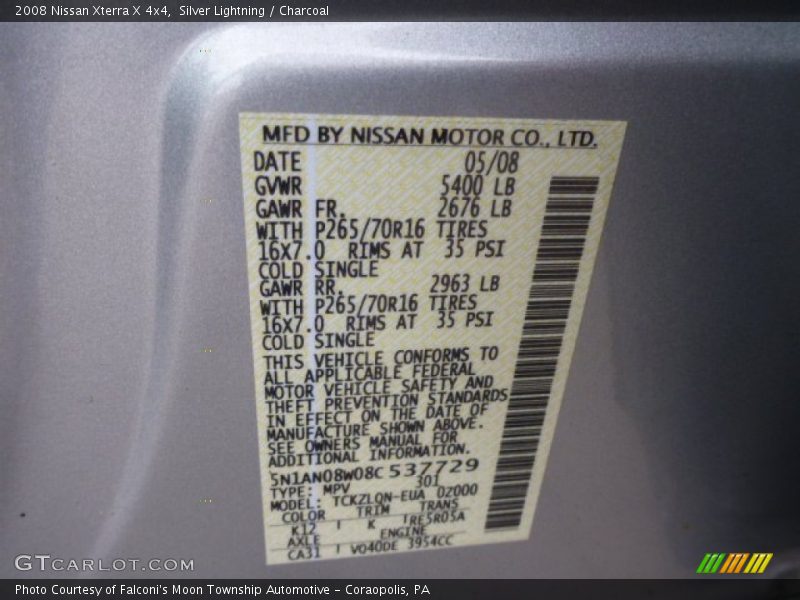 2008 Nissan Xterra X 4x4, Silver Lightning / Charcoal
MFD BY NISSAN MOTOR CO., LTD.
DATE 05/08
GVWR 5400 LB
GAWR FR. 2676 LB
WITH P265/70R16 TIRES
16X7.0 RIMS AT 35 PSI
COLD SINGLE
GAWR RR. 2963 LB
WITH P265/70R16 TIRES
16X7.0 RIMS AT 35 PSI
COLD SINGLE
THIS VEHICLE CONFORMS TO
ALL APPLICABLE FEDERAL
MOTOR VEHICLE SAFETY AND
THEFT PREVENTION STANDARDS
IN EFFECT ON THE DATE OF
MANUFACTURE SHOWN ABOVE.
SEE OWNERS MANUAL FOR
ADDITIONAL INFORMATION.
5N1AN08W08C537729
TYPE: MPV 301
MODEL: TCKZLQN-EUA 0Z000
COLOR TRIM TRANS
K12 K TRE5R05A
AXLE ENGINE
CA31 VQ40DE 3954CC
GTCARLOT.COM
Photo Courtesy of Falconi's Moon Township Automotive – Coraopolis, PA